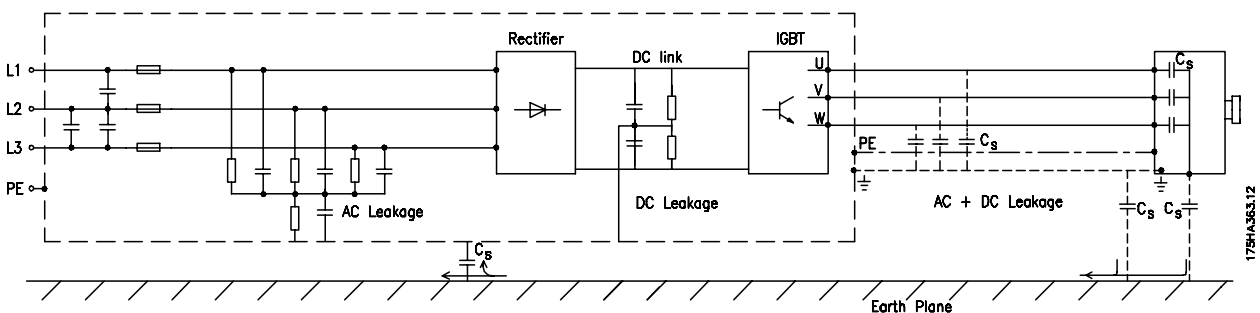 Rectifier
DC link
IGBT
L1
L2
L3
PE
U
V
W
PE
AC Leakage
DC Leakage
AC + DC Leakage
Cs
Cs
Cs
Cs
Cs
Earth Plane
175HA363.12